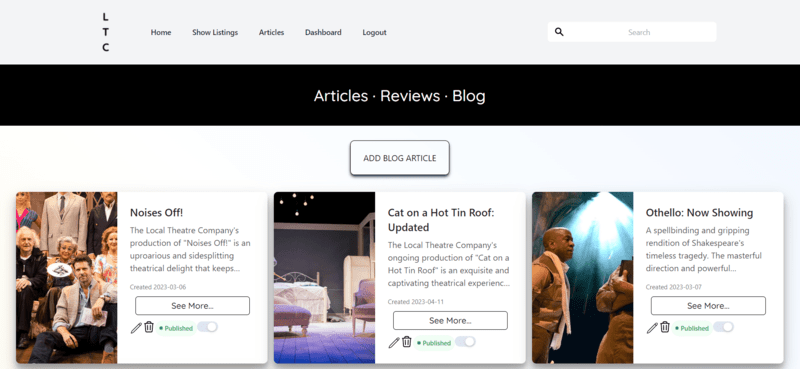 L
T
C
Home Show Listings Articles Dashboard Logout
Search
Articles · Reviews · Blog
ADD BLOG ARTICLE
Noises Off!
The Local Theatre Company's
production of "Noises Off!" is an
uproarious and sidesplitting
theatrical delight that keeps...
Created 2023-03-06
See More...
Published
Cat on a Hot Tin Roof:
Updated
The Local Theatre Company's
ongoing production of "Cat on a
Hot Tin Roof" is an exquisite and
captivating theatrical experienc...
Created 2023-04-11
See More...
Published
Othello: Now Showing
A spellbinding and gripping
rendition of Shakespeare's
timeless tragedy. The masterful
direction and powerful...
Created 2023-03-07
See More...
Published